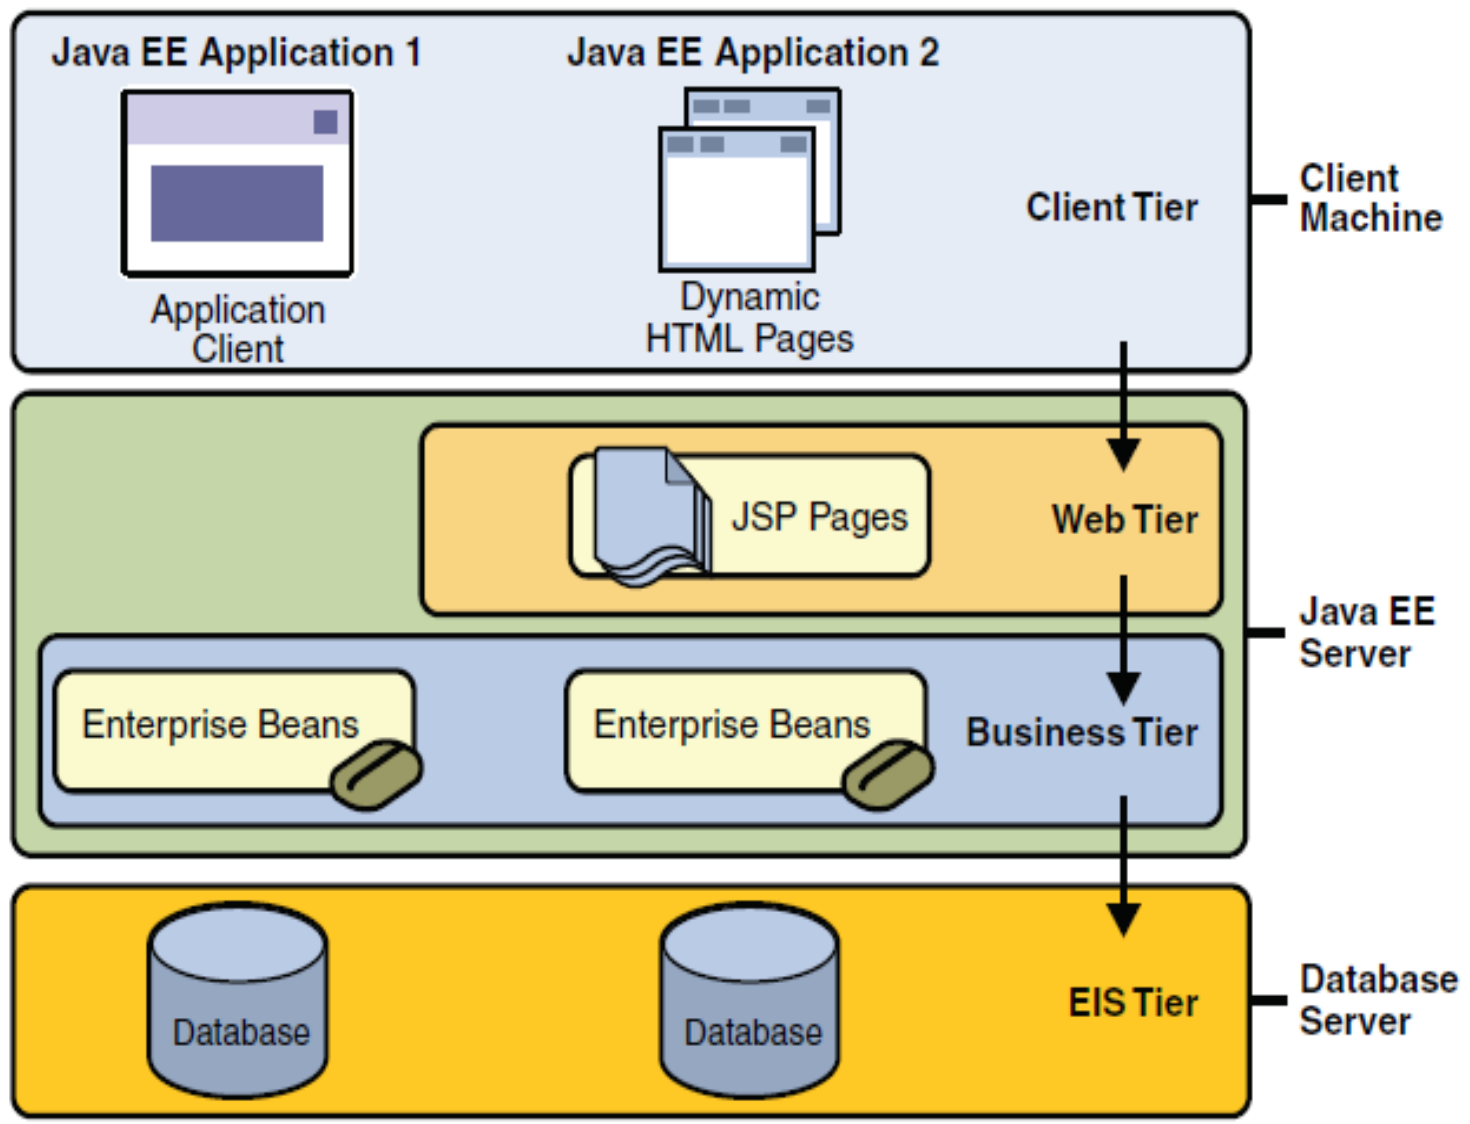 Java EE Application 1
Java EE Application 2
Application
Client
Dynamic
HTML Pages
Client Tier
Client
Machine
JSP Pages
Web Tier
Java EE
Server
Enterprise Beans
Enterprise Beans
Business Tier
Database
Database
EIS Tier
Database
Server